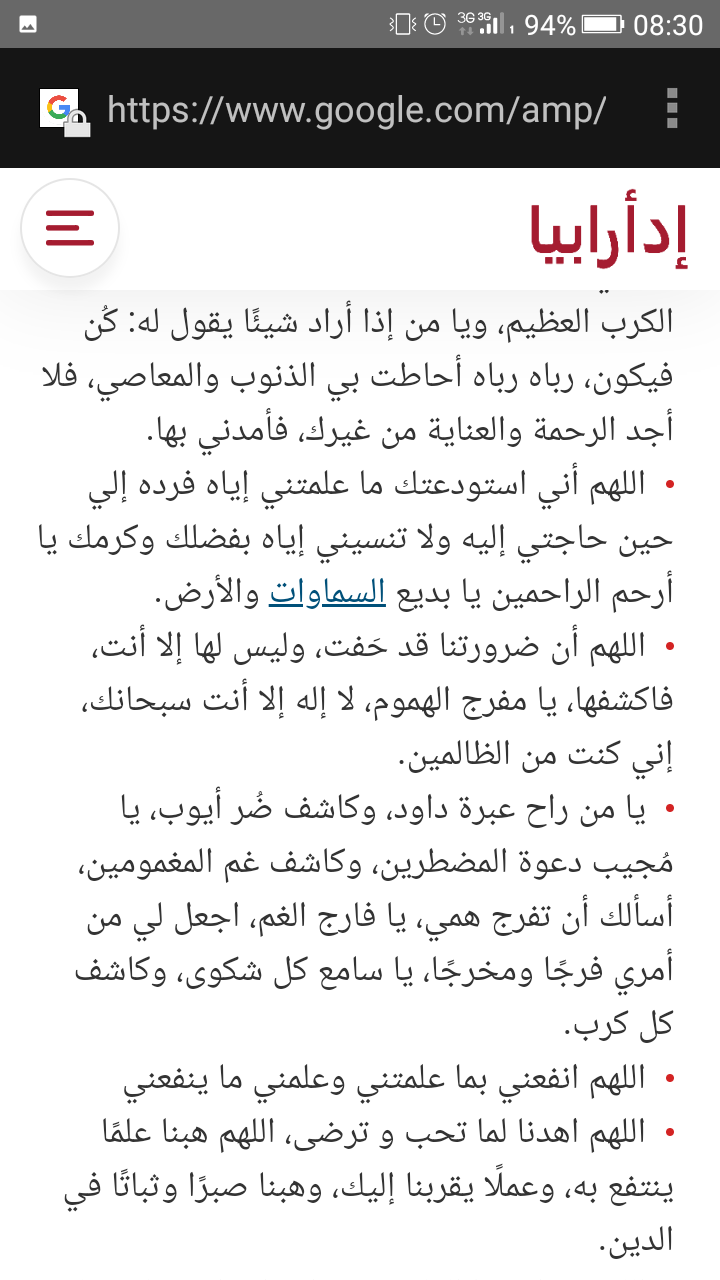 3G 3G 94% 08:30
https://www.google.com/amp/
إدأرابيا
الكرب العظيم، ويا من إذا أراد شيئًا يقول له: كُن
فيكون، رباه رباه أحاطت بي الذنوب والمعاصي، فلا
أجد الرحمة والعناية من غيرك، فأمدني بها.
• اللهم أني استودعتك ما علمتني إياه فرده إلي
حين حاجتي إليه ولا تنسيني إياه بفضلك وكرمك يا
أرحم الراحمين يا بديع السماوات والأرض.
• اللهم أن ضرورتنا قد حَفت، وليس لها إلا أنت،
فاكشفها، يا مفرج الهموم، لا إله إلا أنت سبحانك،
إني كنت من الظالمين.
• يا من راح عبرة داود، وكاشف ضُر أيوب، يا
مُجيب دعوة المضطرين، وكاشف غم المغمومين،
أسألك أن تفرج همي، يا فارج الغم، اجعل لي من
أمري فرجًا ومخرجًا، يا سامع كل شكوى، وكاشف
كل كرب.
• اللهم انفعني بما علمتني وعلمني ما ينفعني
• اللهم اهدنا لما تحب و ترضى، اللهم هبنا علمًا
ينتفع به، وعملًا يقربنا إليك، وهبنا صبرًا وثباتًا في
الدين.